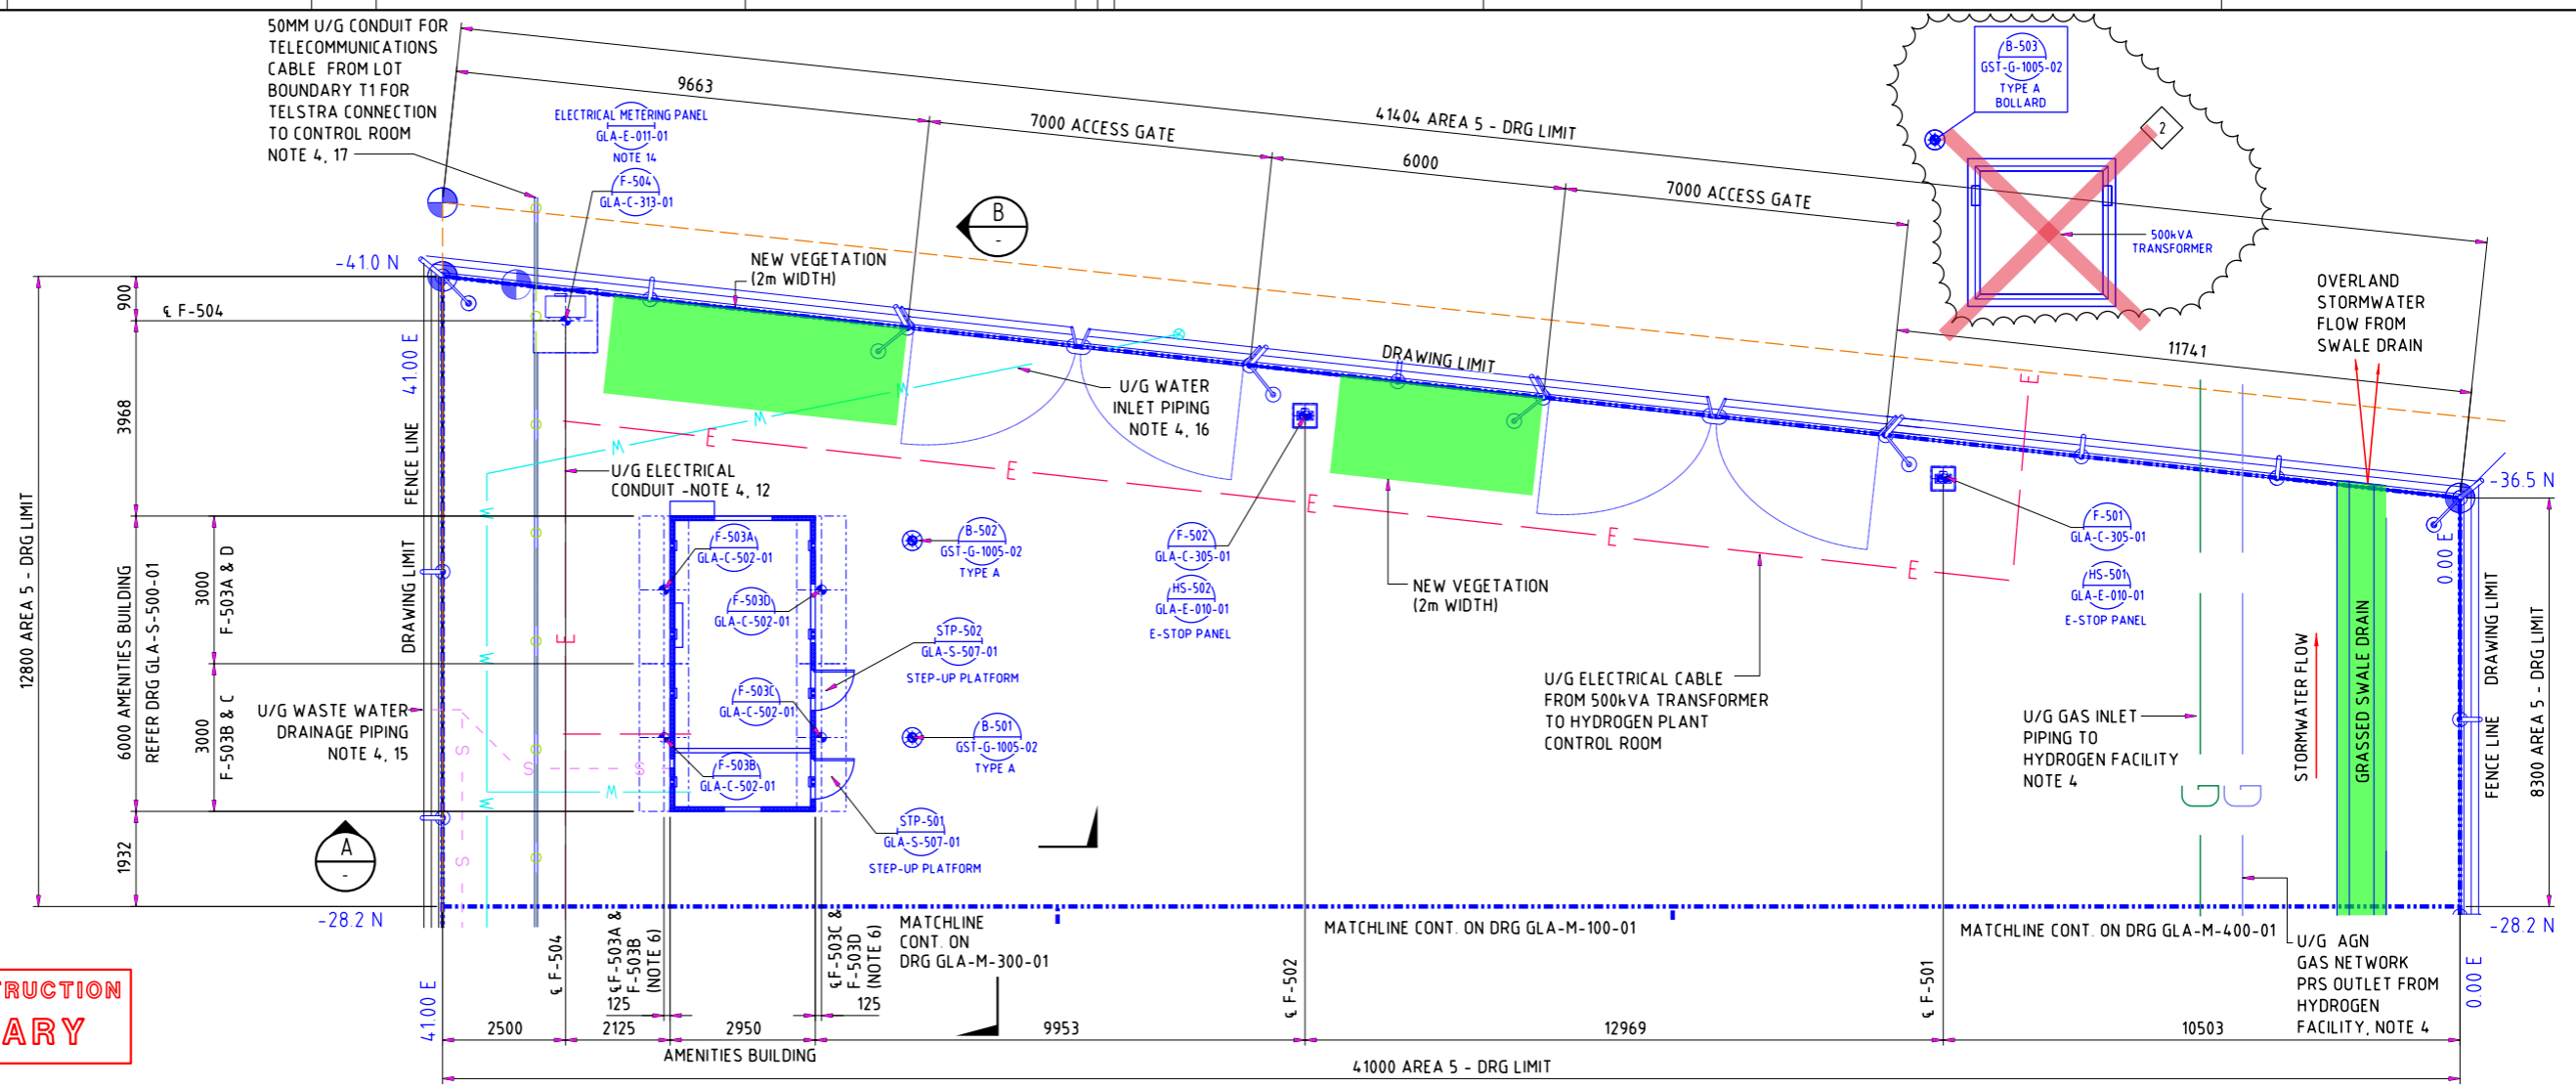 50MM U/G CONDUIT FOR
TELECOMMUNICATIONS
CABLE FROM LOT
BOUNDARY T1 FOR
TELSTRA CONNECTION
TO CONTROL ROOM
NOTE 4, 17
ELECTRICAL METERING PANEL
GLA-E-011-01
NOTE 14
F-504
GLA-C-313-01
9663
7000 ACCESS GATE
6000
7000 ACCESS GATE
41404 AREA 5 - DRG LIMIT
11741
B-503
GST-G-1005-02
TYPE A
BOLLARD
2
500kVA
TRANSFORMER
B
-
OVERLAND
STORMWATER
FLOW FROM
SWALE DRAIN
-41.0 N
41.00 E
FENCE LINE
DRAWING LIMIT
NEW VEGETATION
(2m WIDTH)
DRAWING LIMIT
U/G WATER
INLET PIPING
NOTE 4, 16
W
W
W
W
W
W
W
E
E
E
E
E
E
E
E
U/G ELECTRICAL
CONDUIT -NOTE 4, 12
900
℄ F-504
3968
12800 AREA 5 - DRG LIMIT
6000 AMENITIES BUILDING
REFER DRG GLA-S-500-01
3000
F-503A & D
3000
F-503B & C
1932
U/G WASTE WATER
DRAINAGE PIPING
NOTE 4, 15
S
S
S
S
F-503A
GLA-C-502-01
F-503D
GLA-C-502-01
F-503C
GLA-C-502-01
F-503B
GLA-C-502-01
B-502
GST-G-1005-02
TYPE A
STP-502
GLA-S-507-01
STEP-UP PLATFORM
B-501
GST-G-1005-02
TYPE A
STP-501
GLA-S-507-01
STEP-UP PLATFORM
F-502
GLA-C-305-01
HS-502
GLA-E-010-01
E-STOP PANEL
NEW VEGETATION
(2m WIDTH)
U/G ELECTRICAL CABLE
FROM 500kVA TRANSFORMER
TO HYDROGEN PLANT
CONTROL ROOM
F-501
GLA-C-305-01
HS-501
GLA-E-010-01
E-STOP PANEL
U/G GAS INLET
PIPING TO
HYDROGEN FACILITY
NOTE 4
G
G
STORMWATER FLOW
GRASSED SWALE DRAIN
-36.5 N
0.00 E
DRAWING LIMIT
FENCE LINE
8300 AREA 5 - DRG LIMIT
A
-
-28.2 N
-28.2 N
MATCHLINE
CONT. ON
DRG GLA-M-300-01
MATCHLINE CONT. ON DRG GLA-M-100-01
MATCHLINE CONT. ON DRG GLA-M-400-01
U/G AGN
GAS NETWORK
PRS OUTLET FROM
HYDROGEN
FACILITY, NOTE 4
RUCTION
ARY
41.00 E
℄ F-504
℄ F-503A &
F-503B
(NOTE 6)
℄ F-503C &
F-503D
(NOTE 6)
℄ F-502
℄ F-501
0.00 E
125
125
2500
2125
2950
9953
12969
10503
AMENITIES BUILDING
41000 AREA 5 - DRG LIMIT